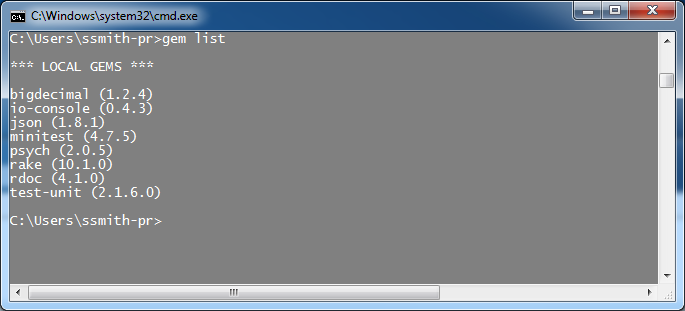 C:\Windows\system32\cmd.exe
C:\Users\ssmith-pr>gem list
*** LOCAL GEMS ***
bigdecimal (1.2.4)
io-console (0.4.3)
json (1.8.1)
minitest (4.7.5)
psych (2.0.5)
rake (10.1.0)
rdoc (4.1.0)
test-unit (2.1.6.0)
C:\Users\ssmith-pr>